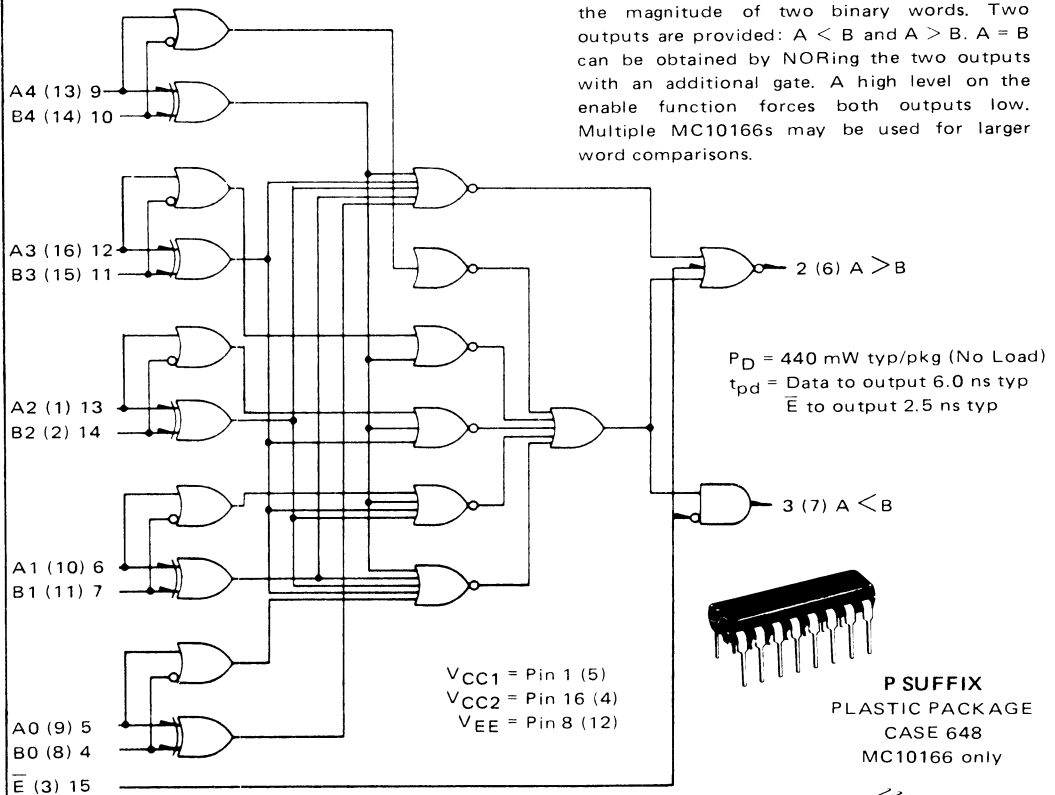 the magnitude of two binary words. Two
outputs are provided: A < B and A > B. A = B
can be obtained by NORing the two outputs
with an additional gate. A high level on the
enable function forces both outputs low.
Multiple MC10166s may be used for larger
word comparisons.
A4 (13) 9
B4 (14) 10
A3 (16) 12
B3 (15) 11
2 (6) A > B
PD = 440 mW typ/pkg (No Load)
tpd = Data to output 6.0 ns typ
E̅ to output 2.5 ns typ
A2 (1) 13
B2 (2) 14
3 (7) A < B
A1 (10) 6
B1 (11) 7
VCC1 = Pin 1 (5)
VCC2 = Pin 16 (4)
VEE = Pin 8 (12)
P SUFFIX
PLASTIC PACKAGE
CASE 648
MC10166 only
A0 (9) 5
B0 (8) 4
E̅ (3) 15